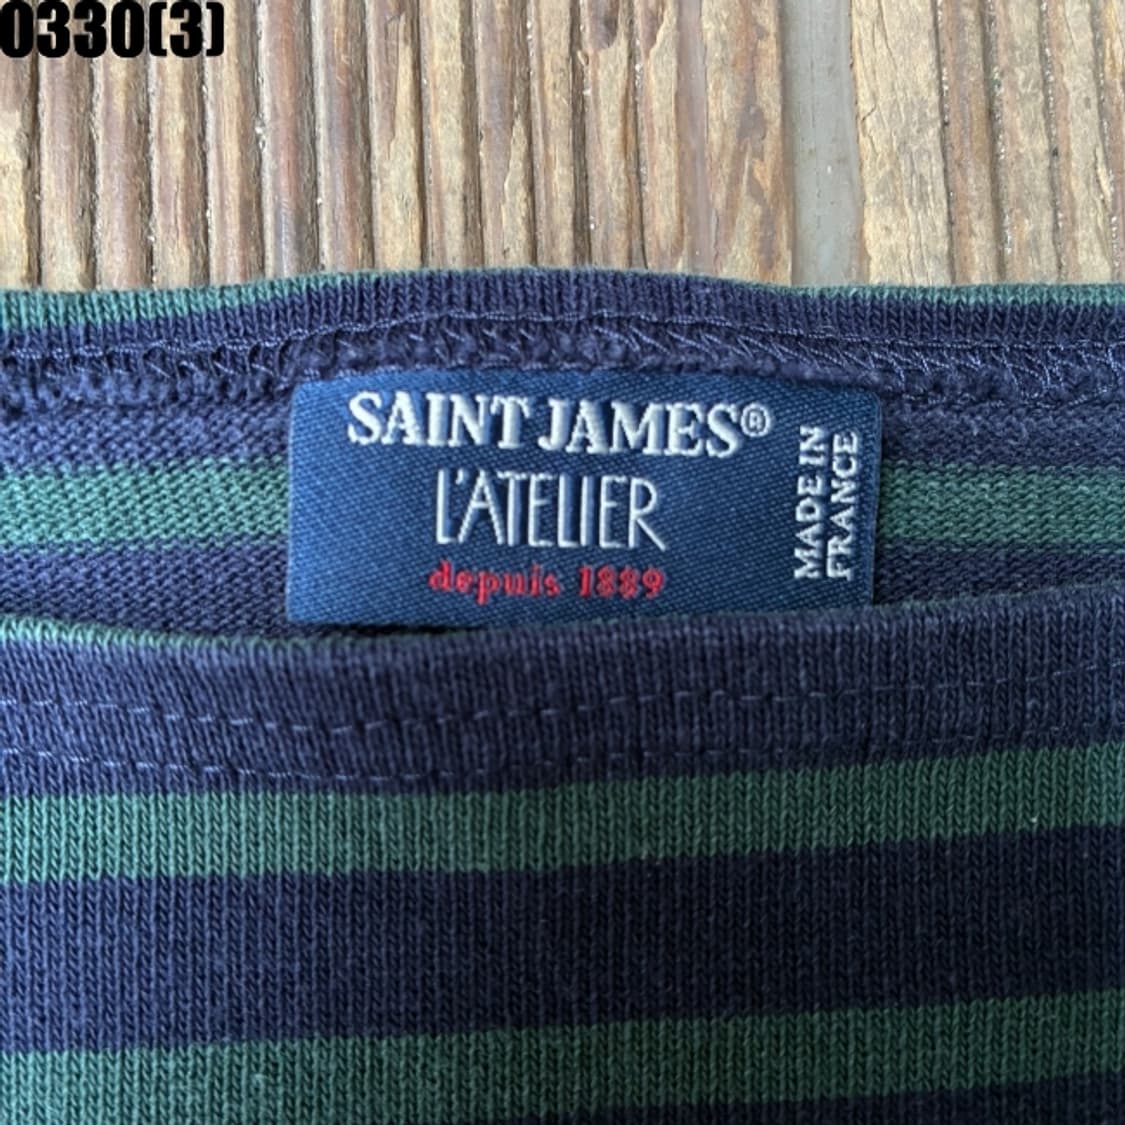 0330(3)
SAINT JAMES®
L'ATELIER
depuis 1889
MADE IN
FRANCE